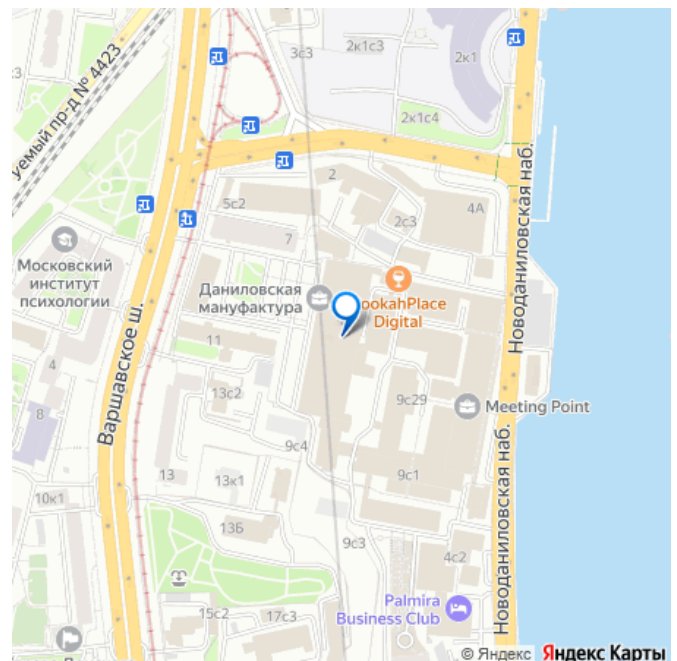 3с3
2к1с3
2к1
уемый пр-д № 4423
2к1с4
2
5с2
2с3
4А
7
Московский
институт
психологии
Даниловская
мануфактура
ookahPlace
Digital
Новоданиловская наб.
11
4
Варшавское ш.
13с2
8
9с29
Meeting Point
9с4
13
13к1
9с1
10к1
13Б
9с3
4с2
Новоданиловская наб.
Palmira
Business Club
15с2
17с3
© Яндекс Яндекс Карты